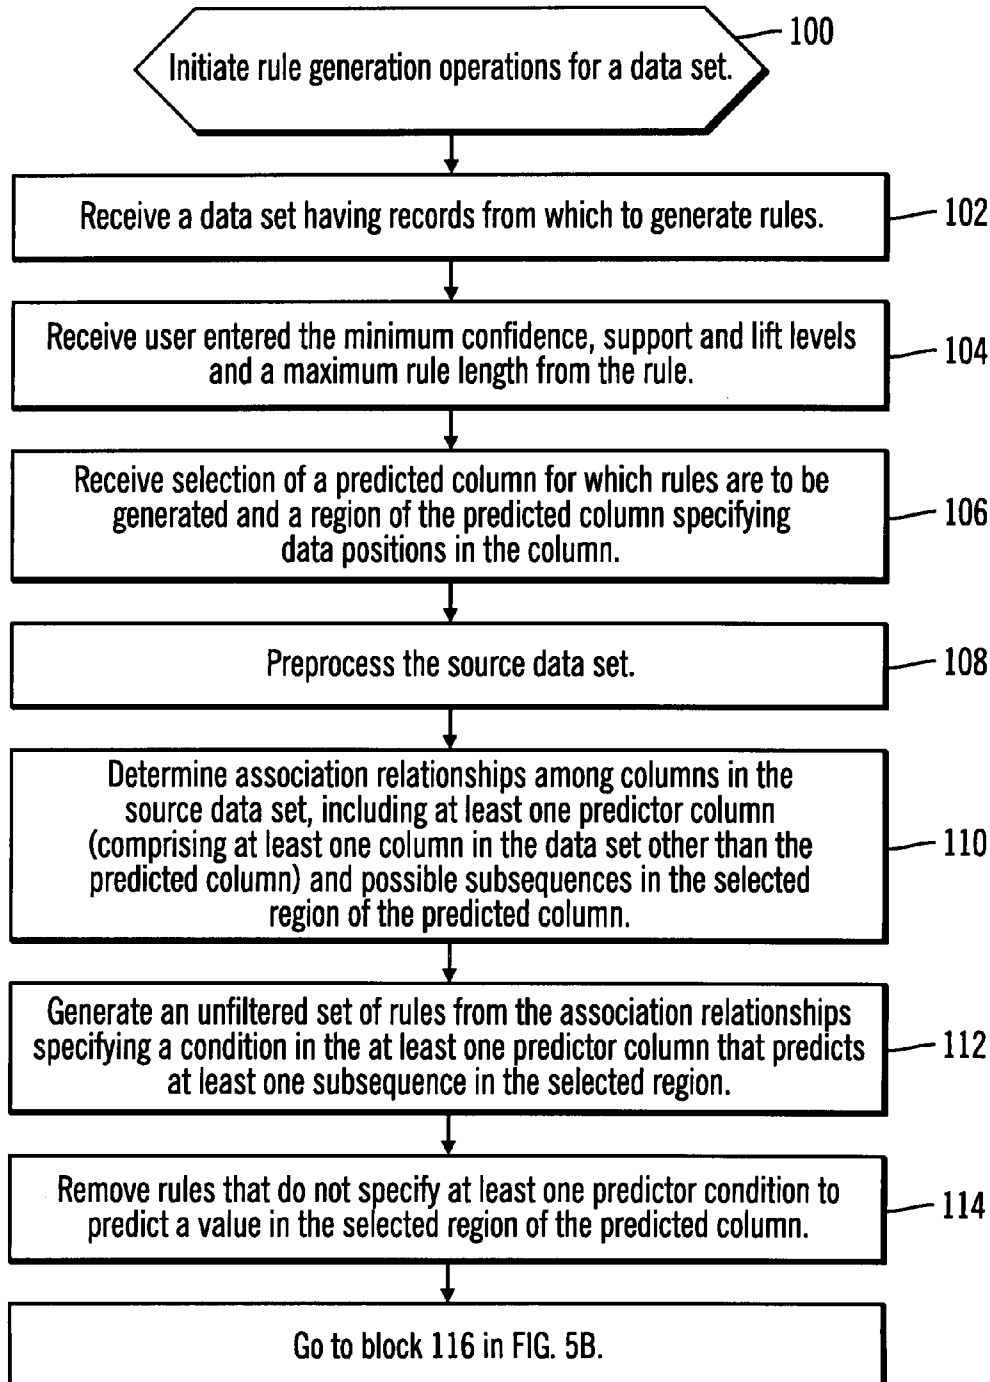 100
Initiate rule generation operations for a data set.
Receive a data set having records from which to generate rules.
102
Receive user entered the minimum confidence, support and lift levels
and a maximum rule length from the rule.
104
Receive selection of a predicted column for which rules are to be
generated and a region of the predicted column specifying
data positions in the column.
106
Preprocess the source data set.
108
Determine association relationships among columns in the
source data set, including at least one predictor column
(comprising at least one column in the data set other than the
predicted column) and possible subsequences in the selected
region of the predicted column.
110
Generate an unfiltered set of rules from the association relationships
specifying a condition in the at least one predictor column that predicts
at least one subsequence in the selected region.
112
Remove rules that do not specify at least one predictor condition to
predict a value in the selected region of the predicted column.
114
Go to block 116 in FIG. 5B.